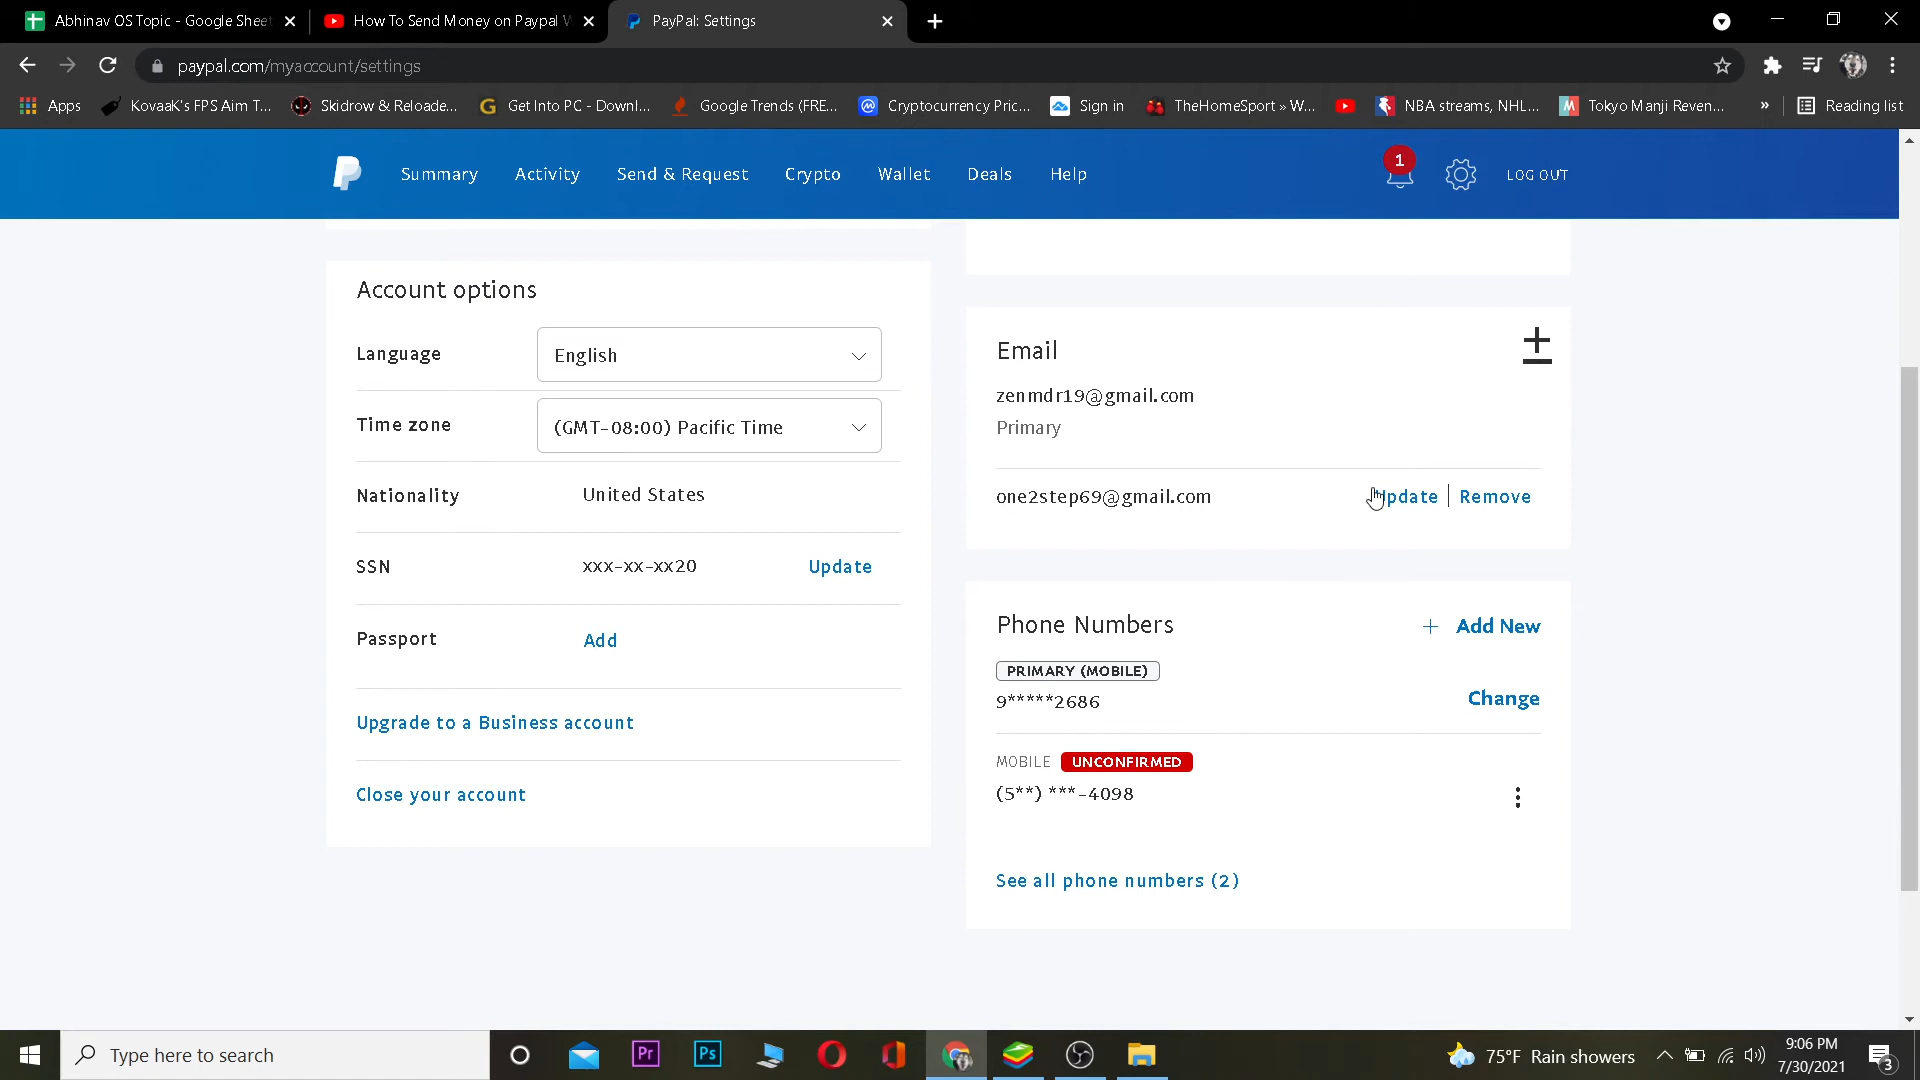 Abhinav OS Topic - Google Sheet
How To Send Money on Paypal W
PayPal: Settings
paypal.com/myaccount/settings
Apps
KovaaK's FPS Aim T...
Skidrow & Reloade...
Get Into PC - Downl...
Google Trends (FRE...
Cryptocurrency Pric...
Sign in
TheHomeSport » W...
NBA streams, NHL...
Tokyo Manji Reven...
»
Reading list
Summary
Activity
Send & Request
Crypto
Wallet
Deals
Help
1
LOG OUT
Account options
Language
English
Time zone
(GMT-08:00) Pacific Time
Nationality
United States
SSN
xxx-xx-xx20
Update
Passport
Add
Upgrade to a Business account
Close your account
Email
zenmdr19@gmail.com
Primary
one2step69@gmail.com
Update
Remove
Phone Numbers
+ Add New
PRIMARY (MOBILE)
9*****2686
Change
MOBILE UNCONFIRMED
(5**) ***-4098
See all phone numbers (2)
Type here to search
Pr
Ps
75°F Rain showers
9:06 PM
7/30/2021
3